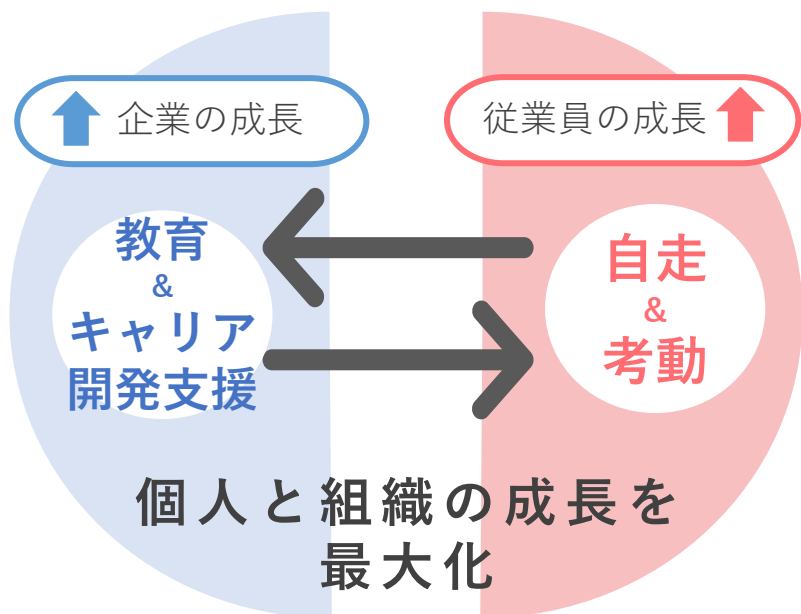 企業の成長
従業員の成長
教育
&
キャリア
開発支援
自走
&
考動
個人と組織の成長を
最大化